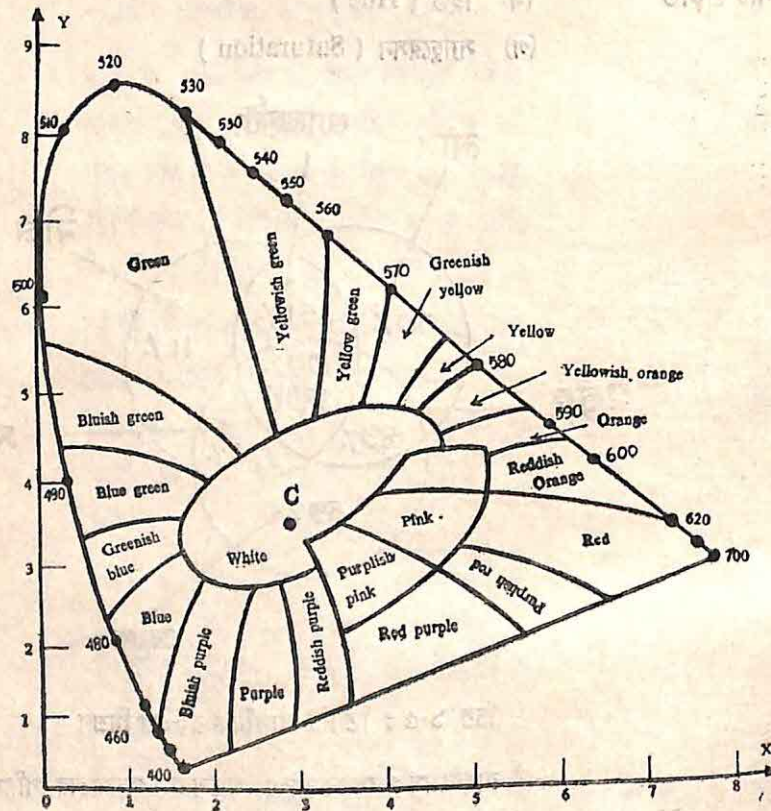 Y
9
520
530
510
530
8
540
550
560
7
Green
Yellowish green
Yellow green
570
Greenish
yellow
500
6
Yellow
580
Yellowish orange
5
590
Bluish green
Orange
600
Reddish
Orange
490
4
Blue green
C
Pink
620
Greenish
blue
White
Red
700
3
Purplish
pink
Purplish red
Blue
480
2
Bluish purple
Purple
Reddish purple
Red purple
1
460
400
X
0
1
2
3
4
5
6
7
8